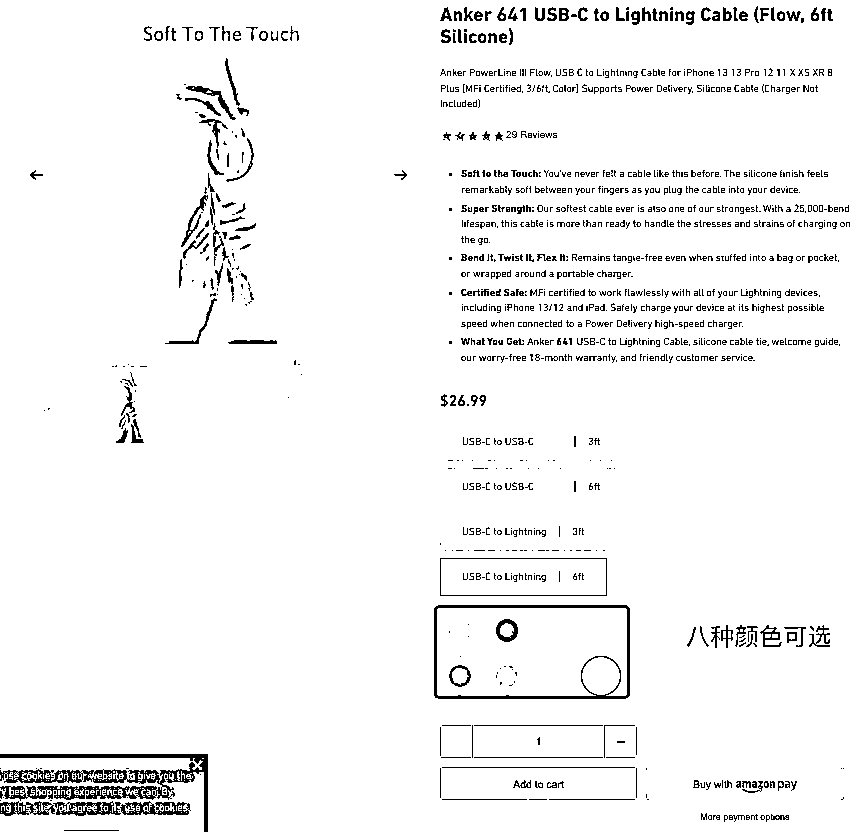 Soft To The Touch
Anker 641 USB-C to Lightning Cable (Flow, 6ft
Silicone)
Anker PowerLine III Flow, USB C to Lightning Cable for iPhone 13 13 Pro 12 11 X XS XR 8
Plus [MFi Certified, 3/6ft, Color] Supports Power Delivery, Silicone Cable (Charger Not
Included)
29 Reviews
Soft to the Touch: You've never felt a cable like this before. The silicone finish feels
remarkably soft between your fingers as you plug the cable into your device.
Super Strength: Our softest cable ever is also one of our strongest. With a 25,000-bend
lifespan, this cable is more than ready to handle the stresses and strains of charging on
the go.
Bend It, Twist It, Flex It: Remains tangle-free even when stuffed into a bag or pocket,
or wrapped around a portable charger.
Certified Safe: MFi certified to work flawlessly with all of your Lightning devices,
including iPhone 13/12 and iPad. Safely charge your device at its highest possible
speed when connected to a Power Delivery high-speed charger.
What You Get: Anker 641 USB-C to Lightning Cable, silicone cable tie, welcome guide,
our worry-free 18-month warranty, and friendly customer service.
$26.99
USB-C to USB-C | 3ft
USB-C to USB-C | 6ft
USB-C to Lightning | 3ft
USB-C to Lightning | 6ft
八种颜色可选
1 −
Add to cart
Buy with amazon pay
More payment options
use cookies on our website to give you the
best shopping experience we can. By
this site, you agree to its use of cookies.